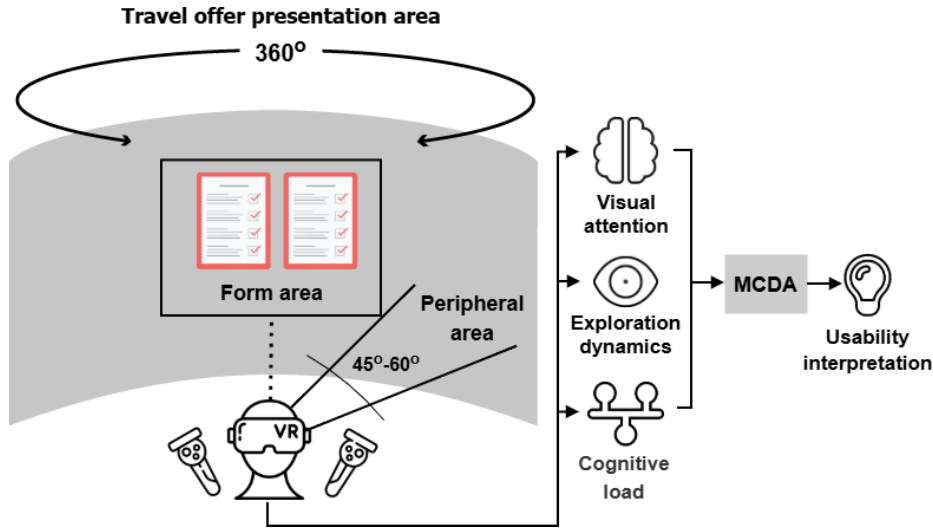 Travel offer presentation area
360°
Form area
Peripheral
area
45°-60°
VR
Visual
attention
Exploration
dynamics
Cognitive
load
MCDA
Usability
interpretation